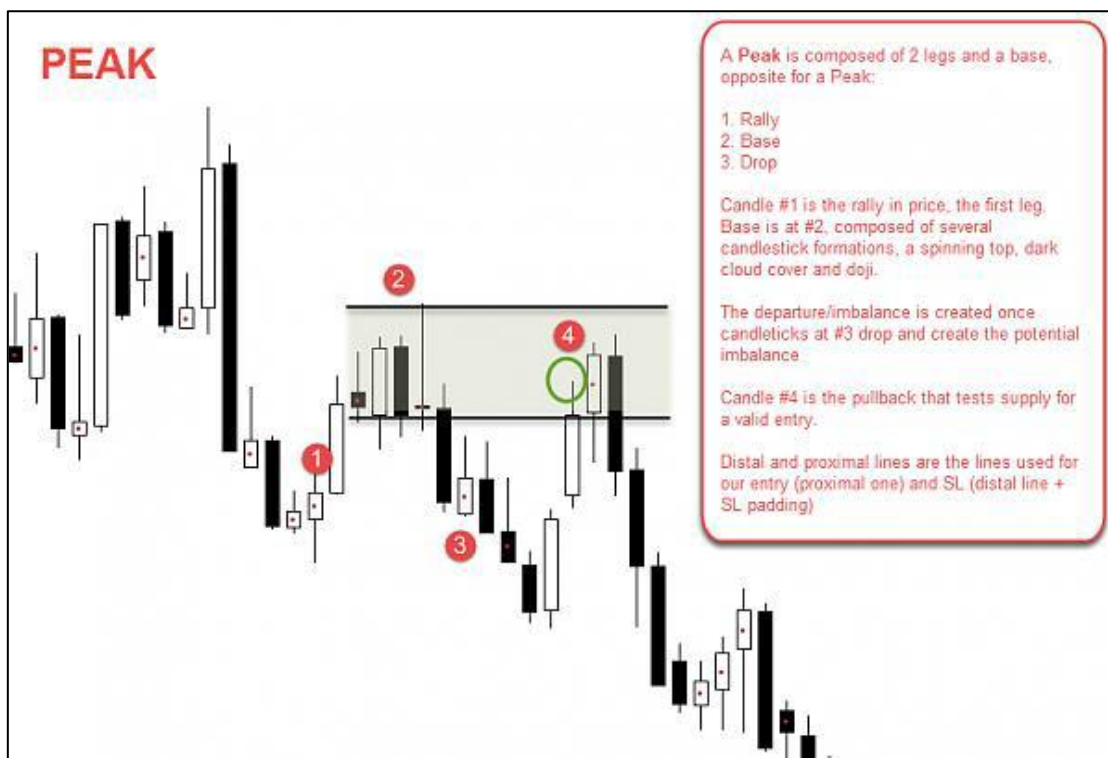 PEAK
A Peak is composed of 2 legs and a base,
opposite for a Peak:
1. Rally
2. Base
3. Drop
Candle #1 is the rally in price, the first leg.
Base is at #2, composed of several
candlestick formations, a spinning top, dark
cloud cover and doji.
The departure/imbalance is created once
candleticks at #3 drop and create the potential
imbalance
Candle #4 is the pullback that tests supply for
a valid entry.
Distal and proximal lines are the lines used for
our entry (proximal one) and SL (distal line +
SL padding)
2
4
1
3